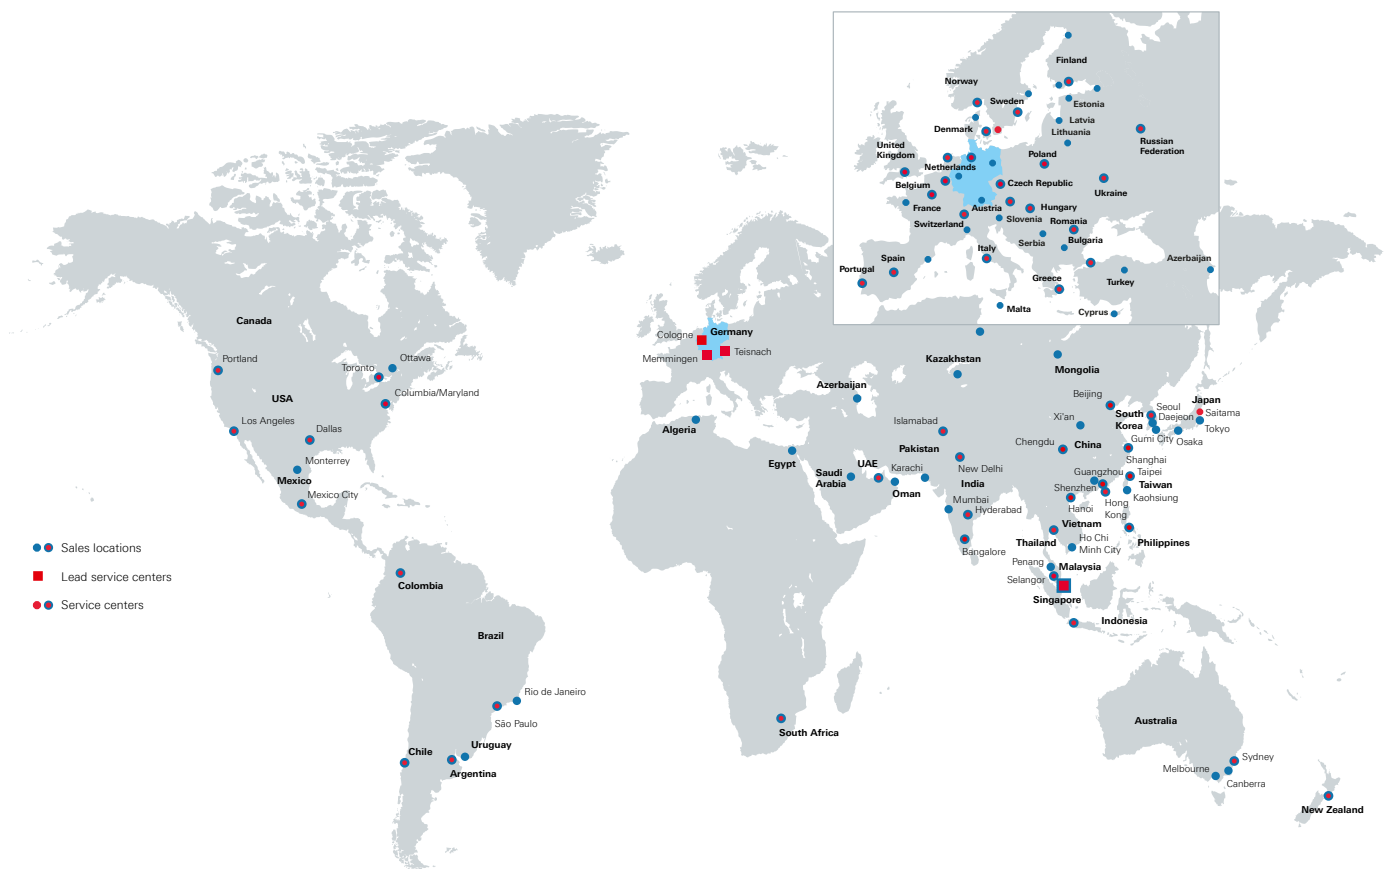 Finland
Norway
Sweden
Estonia
Denmark
Latvia
Lithuania
Russian
Federation
United
Kingdom
Poland
Netherlands
Belgium
Czech Republic
Ukraine
France
Austria
Hungary
Switzerland
Slovenia
Romania
Serbia
Bulgaria
Italy
Spain
Azerbaijan
Portugal
Greece
Turkey
Malta
Cyprus
Canada
Portland
Ottawa
Toronto
Columbia/Maryland
USA
Los Angeles
Dallas
Monterrey
Mexico
Mexico City
Cologne
Germany
Memmingen
Teisnach
Kazakhstan
Mongolia
Azerbaijan
Algeria
Egypt
Saudi
Arabia
UAE
Oman
Islamabad
Pakistan
Karachi
New Delhi
India
Mumbai
Hyderabad
Bangalore
Beijing
Xi'an
Chengdu
China
South
Korea
Seoul
Daejeon
Gumi City
Japan
Saitama
Tokyo
Osaka
Shanghai
Guangzhou
Taipei
Shenzhen
Taiwan
Kaohsiung
Hanoi
Hong
Kong
Vietnam
Thailand
Ho Chi
Minh City
Philippines
Penang
Malaysia
Selangor
Singapore
Indonesia
Sales locations
Lead service centers
Service centers
Colombia
Brazil
Rio de Janeiro
São Paulo
Uruguay
Chile
Argentina
South Africa
Australia
Sydney
Melbourne
Canberra
New Zealand